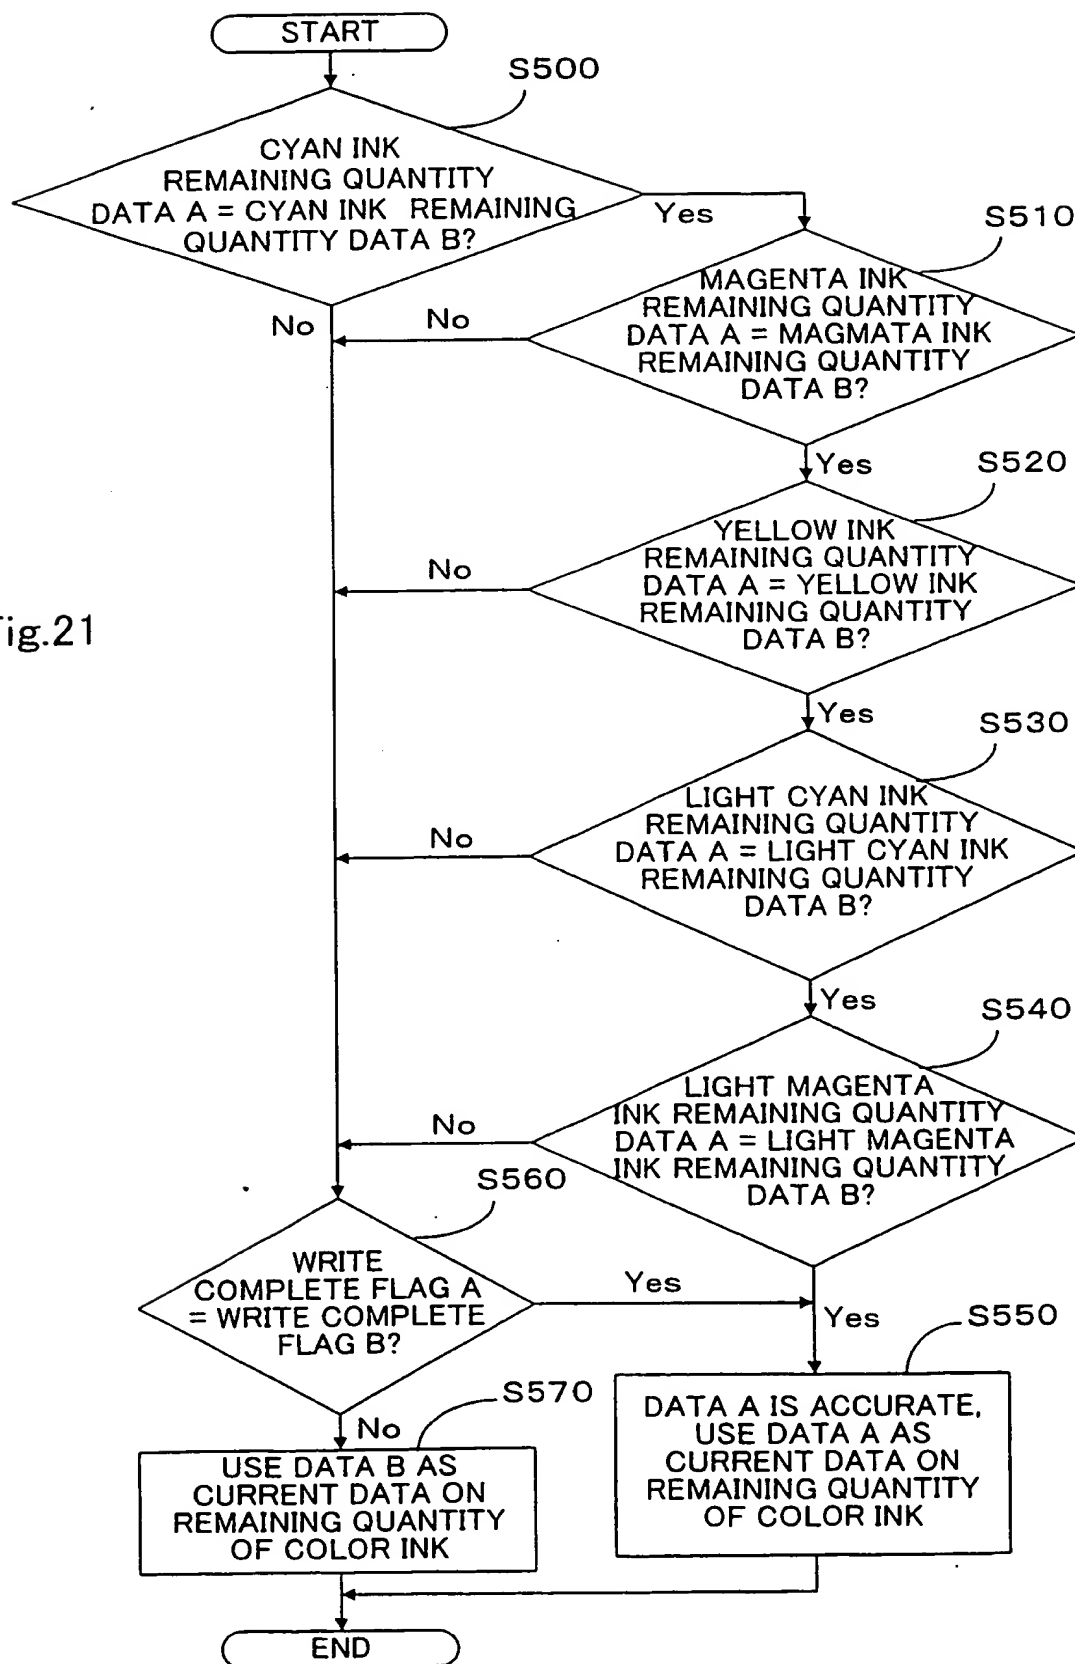 START
S500
CYAN INK
REMAINING QUANTITY
DATA A = CYAN INK REMAINING
QUANTITY DATA B?
Yes
No
S510
MAGENTA INK
REMAINING QUANTITY
DATA A = MAGMATA INK
REMAINING QUANTITY
DATA B?
No
Yes
S520
YELLOW INK
REMAINING QUANTITY
DATA A = YELLOW INK
REMAINING QUANTITY
DATA B?
No
Yes
ig.21
S530
LIGHT CYAN INK
REMAINING QUANTITY
DATA A = LIGHT CYAN INK
REMAINING QUANTITY
DATA B?
No
Yes
S540
LIGHT MAGENTA
INK REMAINING QUANTITY
DATA A = LIGHT MAGENTA
INK REMAINING QUANTITY
DATA B?
No
Yes
S560
WRITE
COMPLETE FLAG A
= WRITE COMPLETE
FLAG B?
Yes
No
S550
DATA A IS ACCURATE,
USE DATA A AS
CURRENT DATA ON
REMAINING QUANTITY
OF COLOR INK
S570
USE DATA B AS
CURRENT DATA ON
REMAINING QUANTITY
OF COLOR INK
END